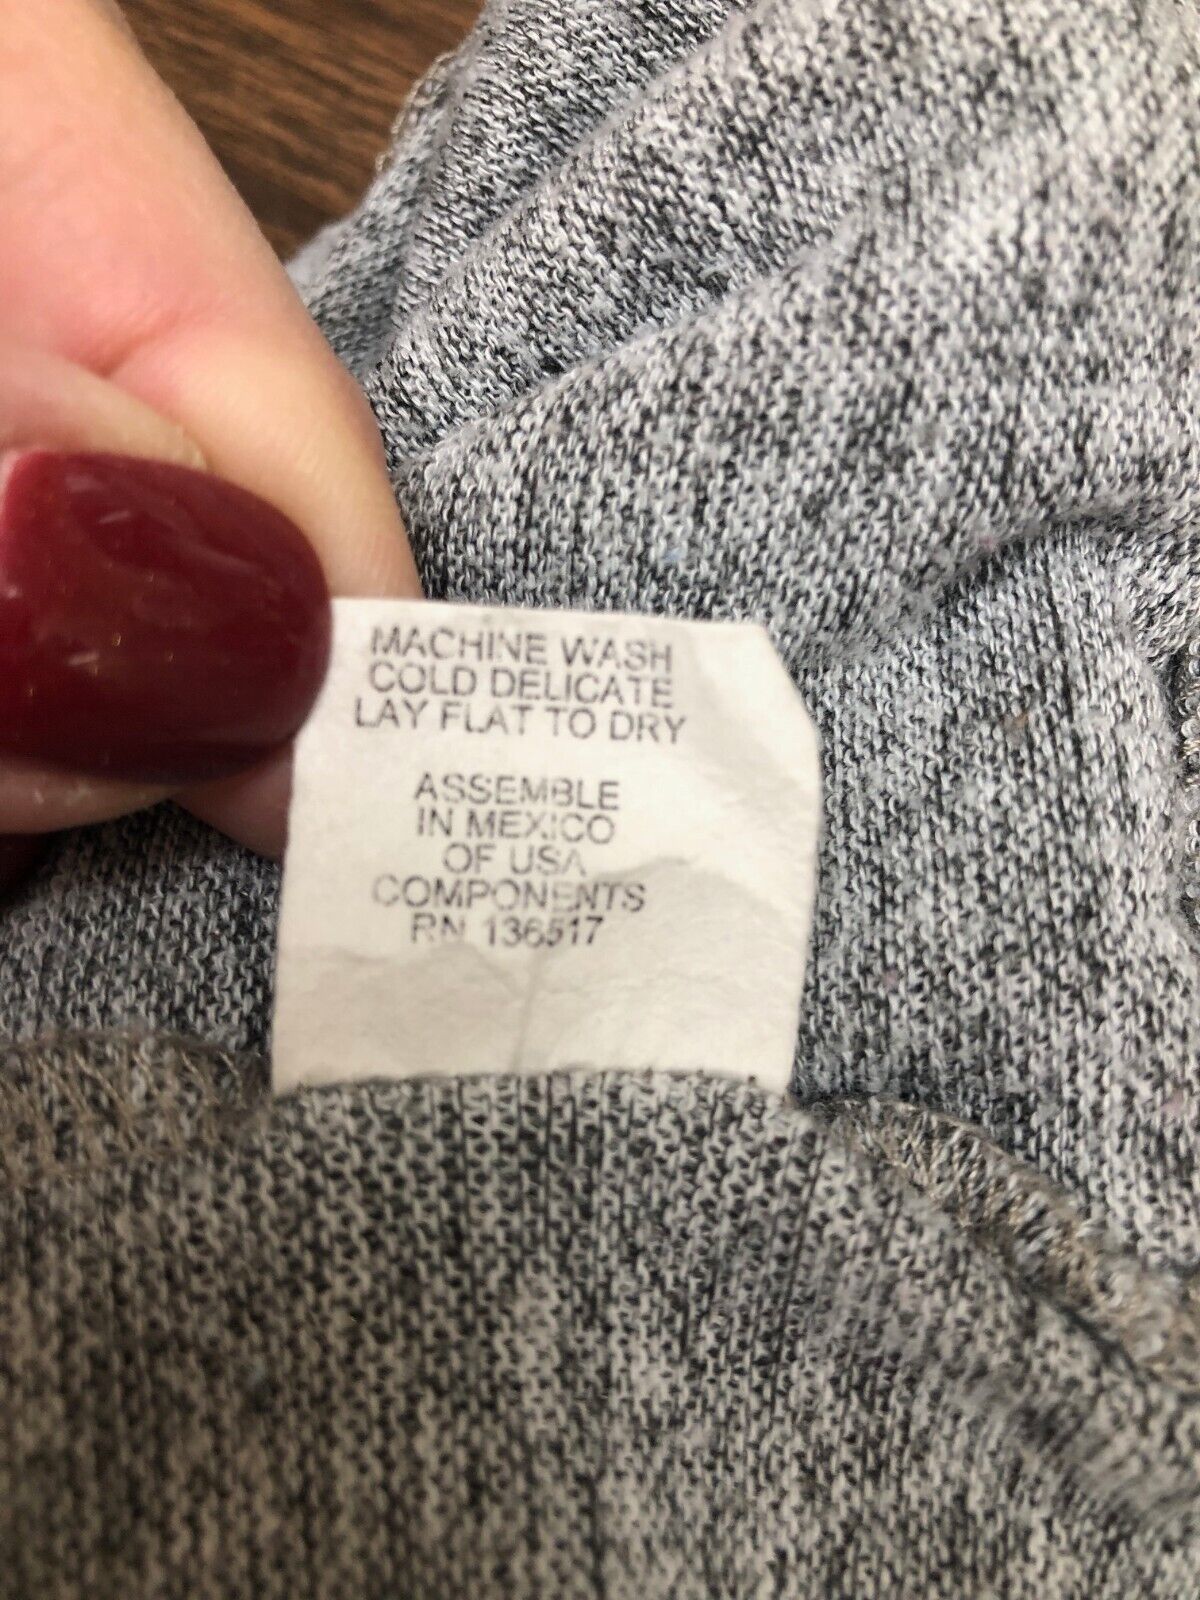 MACHINE WASH
COLD DELICATE
LAY FLAT TO DRY
ASSEMBLE
IN MEXICO
OF USA
COMPONENTS
RN 136517